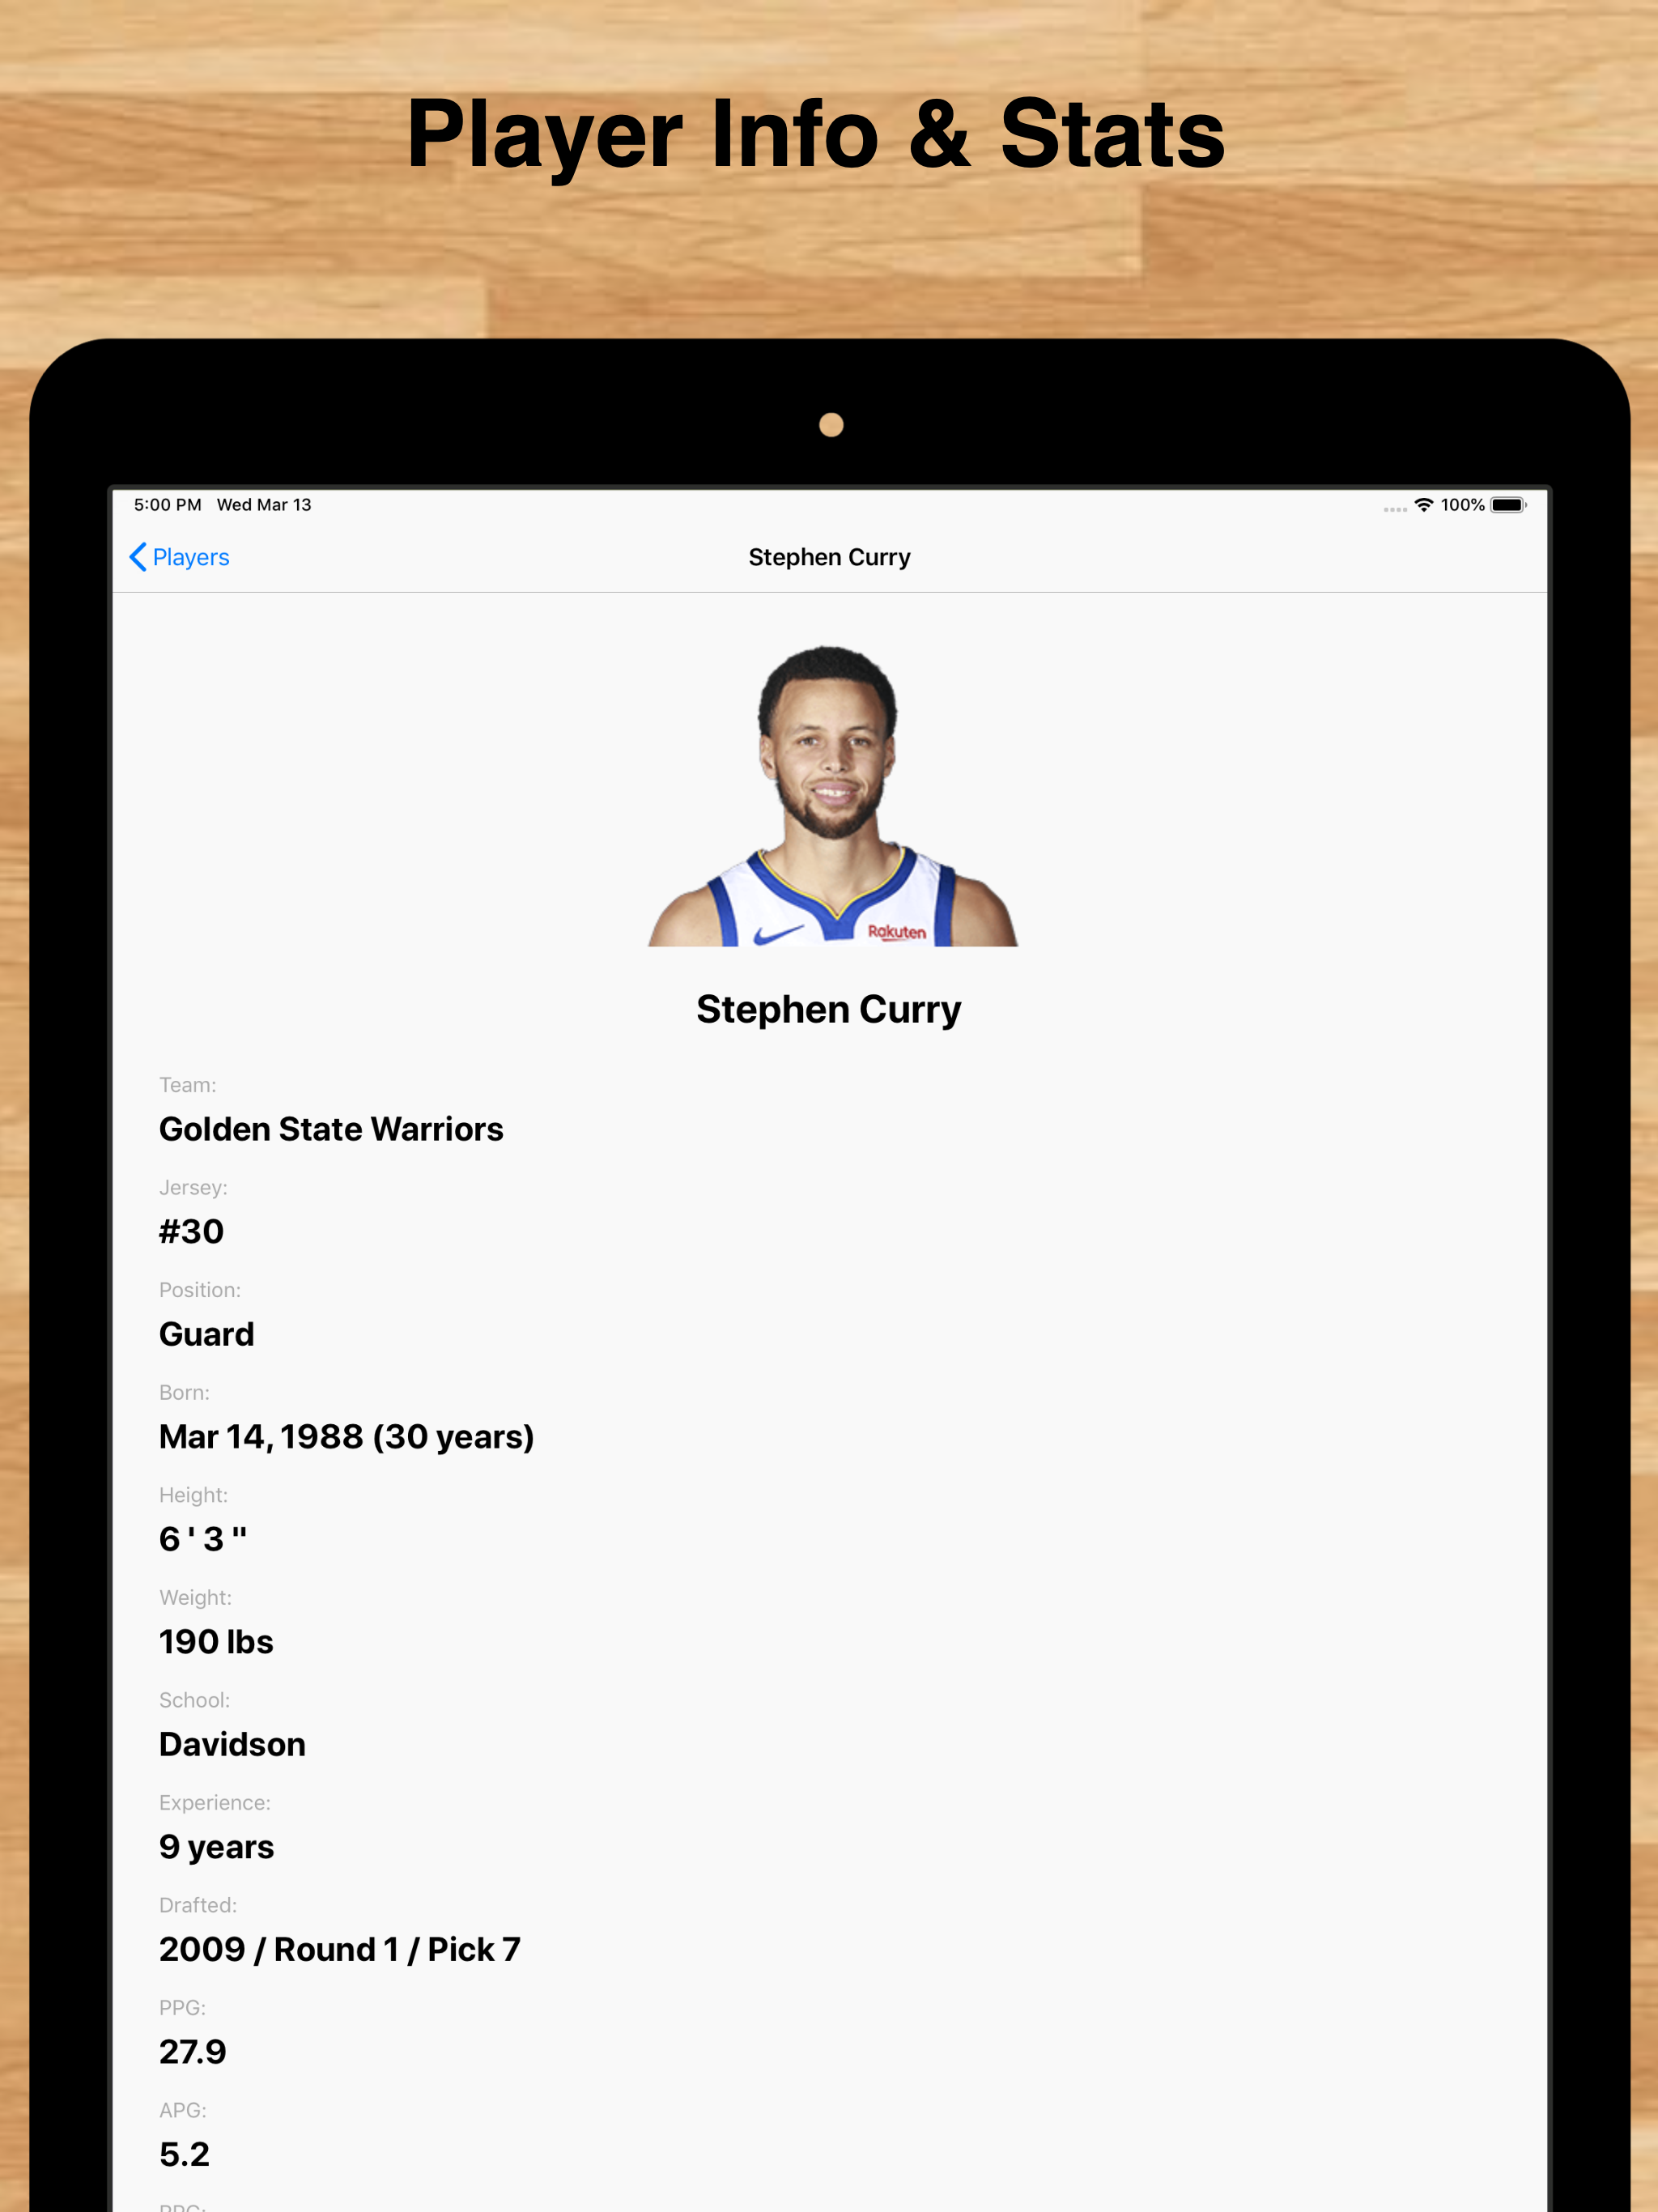 Player Info & Stats
5:00 PM Wed Mar 13
100%
Players
Stephen Curry
Rakuten
Stephen Curry
Team:
Golden State Warriors
Jersey:
#30
Position:
Guard
Born:
Mar 14, 1988 (30 years)
Height:
6 ' 3 "
Weight:
190 lbs
School:
Davidson
Experience:
9 years
Drafted:
2009 / Round 1 / Pick 7
PPG:
27.9
APG:
5.2